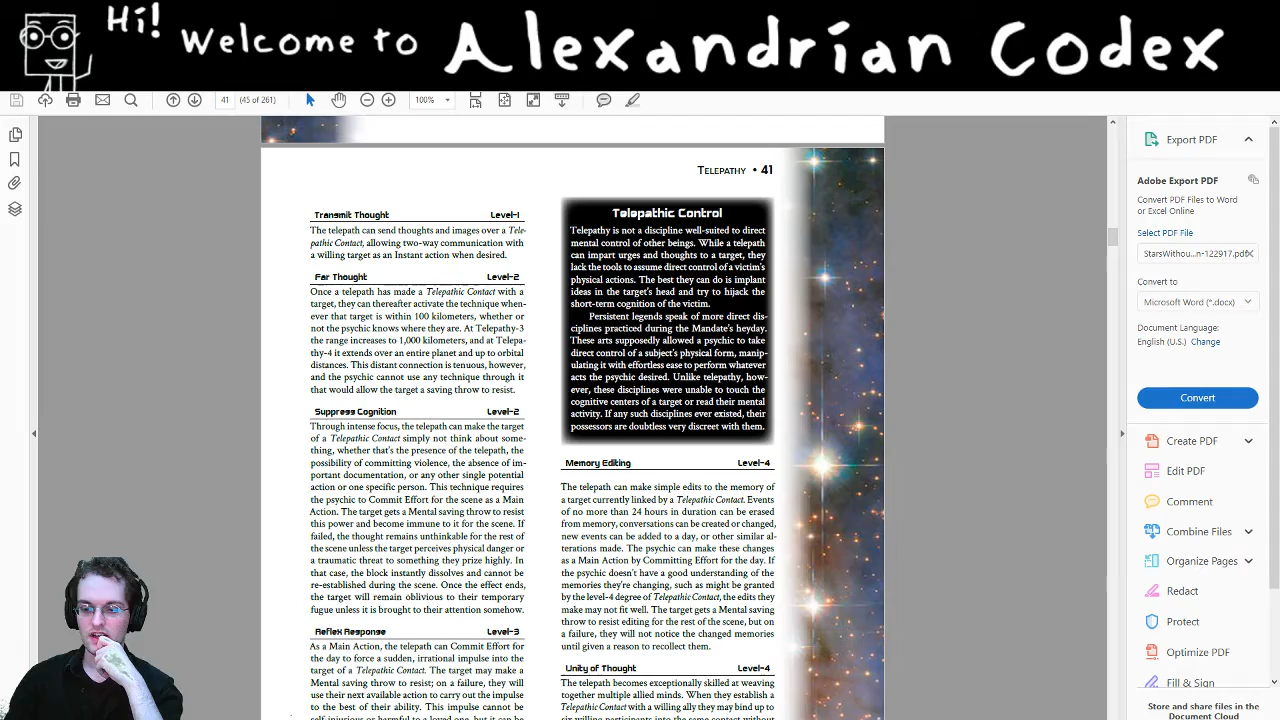 Hi! Welcome to Alexandrian Codex
41 (45 of 261) 100%
TELEPATHY • 41
Transmit Thought Level-1
The telepath can send thoughts and images over a Tele-
pathic Contact, allowing two-way communication with
a willing target as an Instant action when desired.
Far Thought Level-2
Once a telepath has made a Telepathic Contact with a
target, they can thereafter activate the technique when-
ever that target is within 100 kilometers, whether or
not the psychic knows where they are. At Telepathy-3
the range increases to 1,000 kilometers, and at Telepa-
thy-4 it extends over an entire planet and up to orbital
distances. This distant connection is tenuous, however,
and the psychic cannot use any technique through it
that would allow the target a saving throw to resist.
Suppress Cognition Level-2
Through intense focus, the telepath can make the target
of a Telepathic Contact simply not think about some-
thing, whether that's the presence of the telepath, the
possibility of committing violence, the absence of im-
portant documentation, or any other single potential
action or one specific person. This technique requires
the psychic to Commit Effort for the scene as a Main
Action. The target gets a Mental saving throw to resist
this power and become immune to it for the scene. If
failed, the thought remains unthinkable for the rest of
the scene unless the target perceives physical danger or
a traumatic threat to something they prize highly. In
that case, the block instantly dissolves and cannot be
re-established during the scene. Once the effect ends,
the target will remain oblivious to their temporary
fugue unless it is brought to their attention somehow.
Reflex Response Level-3
As a Main Action, the telepath can Commit Effort for
the day to force a sudden, irrational impulse into the
target of a Telepathic Contact. The target may make a
Mental saving throw to resist; on a failure, they will
use their next available action to carry out the impulse
to the best of their ability. This impulse cannot be
self-injurious or harmful to a loved one, but it can be
Telepathic Control
Telepathy is not a discipline well-suited to direct
mental control of other beings. While a telepath
can impart urges and thoughts to a target, they
lack the tools to assume direct control of a victim's
physical actions. The best they can do is implant
ideas in the target's head and try to hijack the
short-term cognition of the victim.
Persistent legends speak of more direct dis-
ciplines practiced during the Mandate's heyday.
These arts supposedly allowed a psychic to take
direct control of a subject's physical form, manip-
ulating it with effortless ease to perform whatever
acts the psychic desired. Unlike telepathy, how-
ever, these disciplines were unable to touch the
cognitive centers of a target or read their mental
activity. If any such disciplines ever existed, their
possessors are doubtless very discreet with them.
Memory Editing Level-4
The telepath can make simple edits to the memory of
a target currently linked by a Telepathic Contact. Events
of no more than 24 hours in duration can be erased
from memory, conversations can be created or changed,
new events can be added to a day, or other similar al-
terations made. The psychic can make these changes
as a Main Action by Committing Effort for the day. If
the psychic doesn't have a good understanding of the
memories they're changing, such as might be granted
by the level-4 degree of Telepathic Contact, the edits they
make may not fit well. The target gets a Mental saving
throw to resist editing for the rest of the scene, but on
a failure, they will not notice the changed memories
until given a reason to recollect them.
Unity of Thought Level-4
The telepath becomes exceptionally skilled at weaving
together multiple allied minds. When they establish a
Telepathic Contact with a willing ally they may bind up to
six willing participants into the same contact without
Export PDF
Adobe Export PDF
Convert PDF Files to Word
or Excel Online
Select PDF File
StarsWithou...n-122917.pdf
Convert to
Microsoft Word (*.docx)
Document Language:
English (U.S.) Change
Convert
Create PDF
Edit PDF
Comment
Combine Files
Organize Pages
Redact
Protect
Optimize PDF
Fill & Sign
Store and share files in the
Document Cloud